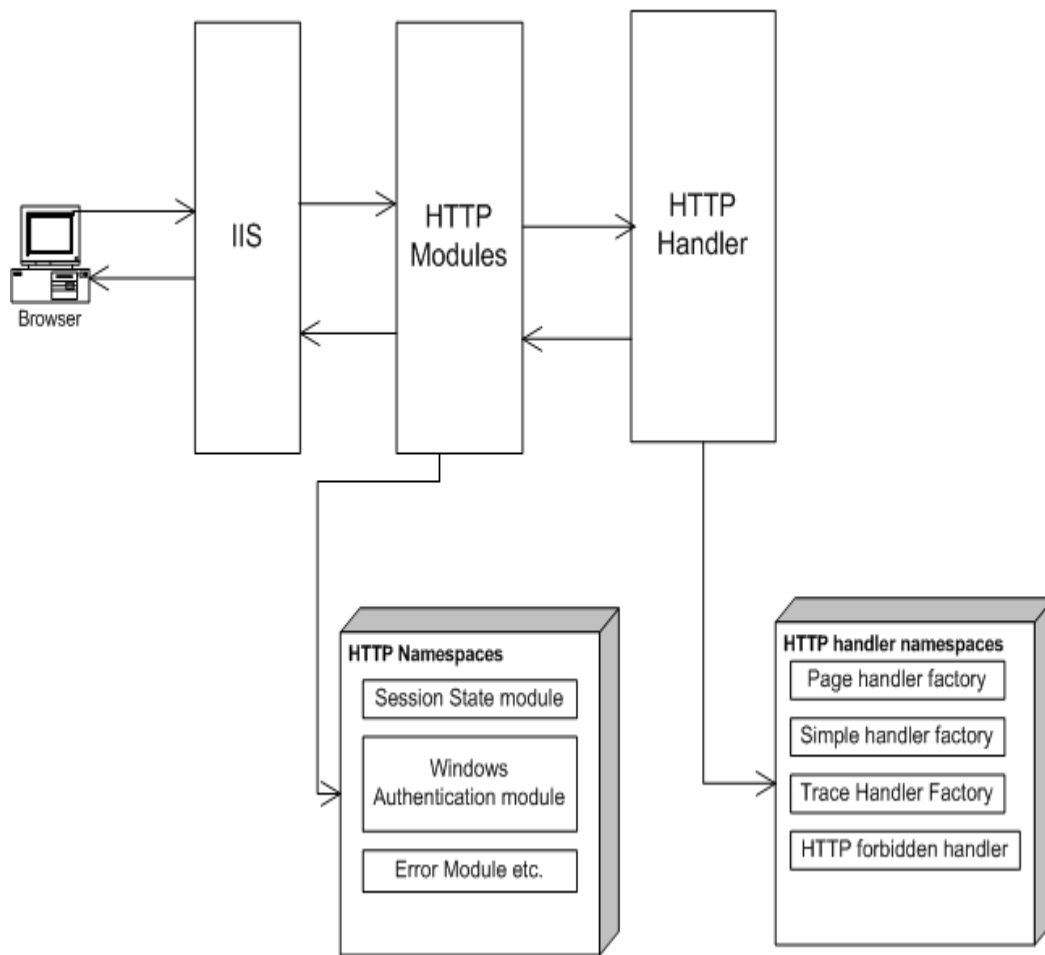 Browser
IIS
HTTP
Modules
HTTP
Handler
HTTP Namespaces
Session State module
Windows
Authentication module
Error Module etc.
HTTP handler namespaces
Page handler factory
Simple handler factory
Trace Handler Factory
HTTP forbidden handler